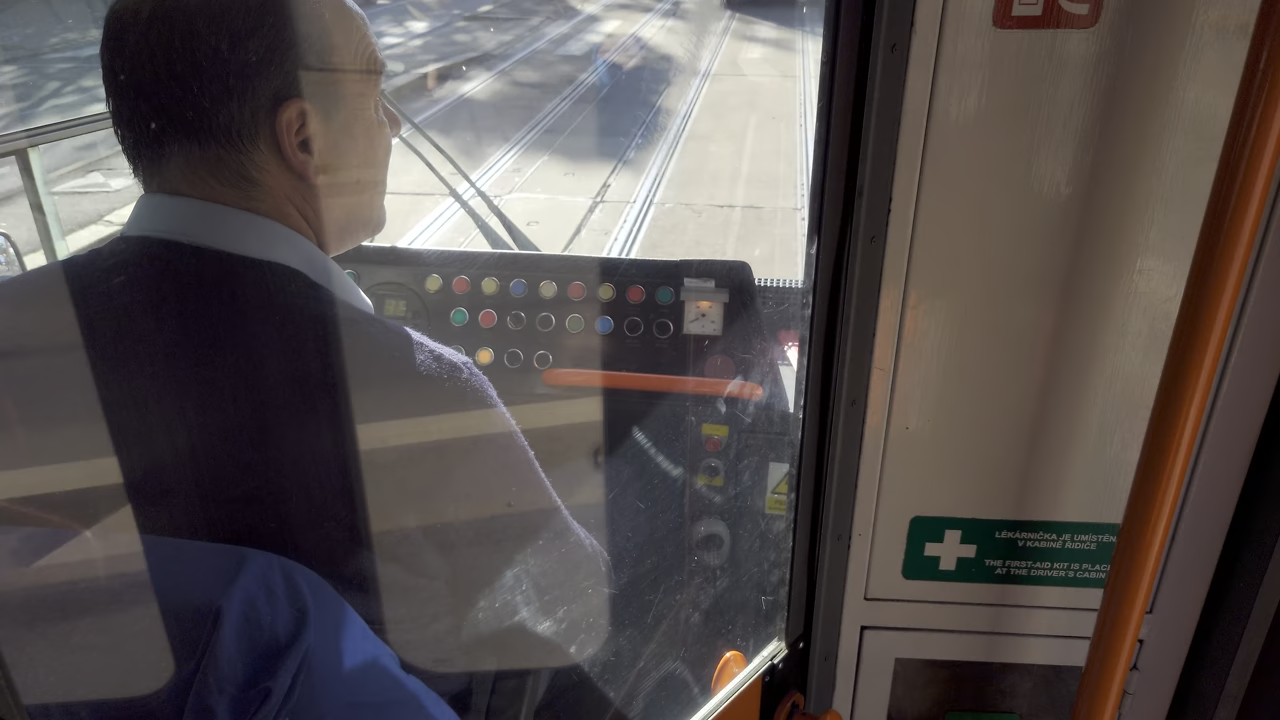 LÉKÁRNIČKA JE UMÍSTĚN
V KABINĚ ŘIDIČE
THE FIRST-AID KIT IS PLAC
AT THE DRIVER'S CABIN